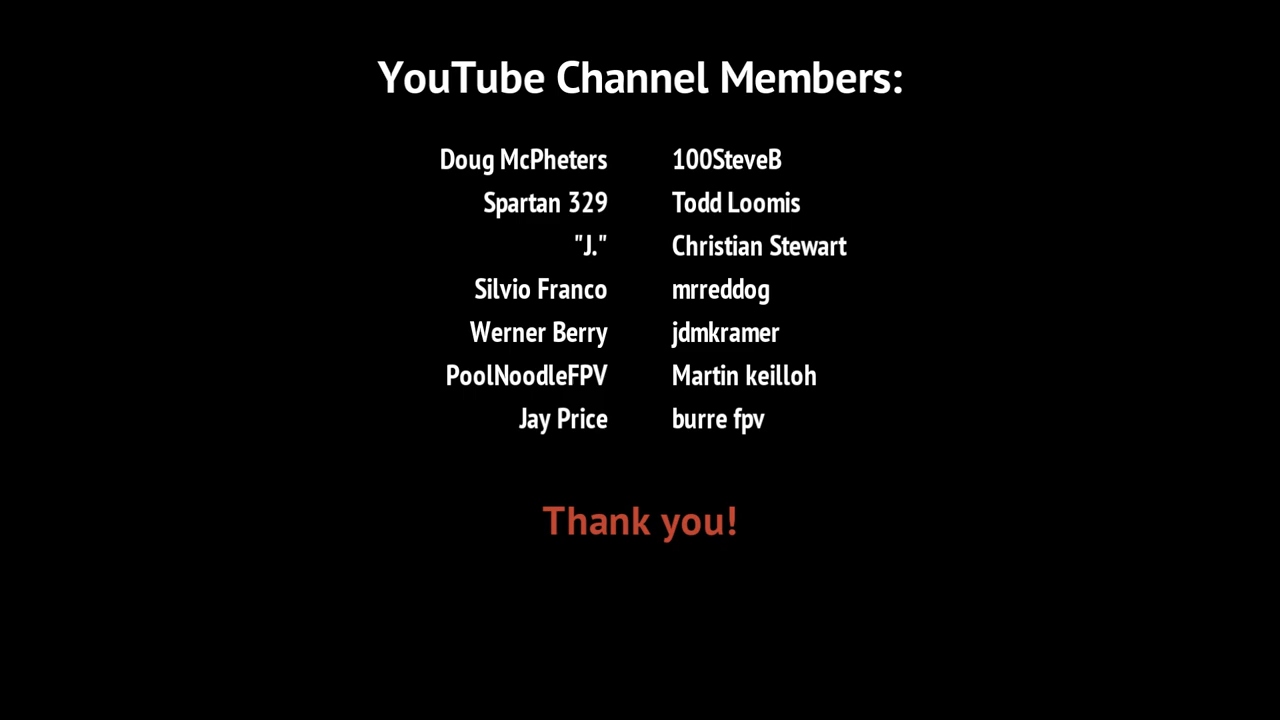 YouTube Channel Members:
Doug McPheters 100SteveB
Spartan 329 Todd Loomis
"J." Christian Stewart
Silvio Franco mrreddog
Werner Berry jdmkramer
PoolNoodleFPV Martin keilloh
Jay Price burre fpv
Thank you!